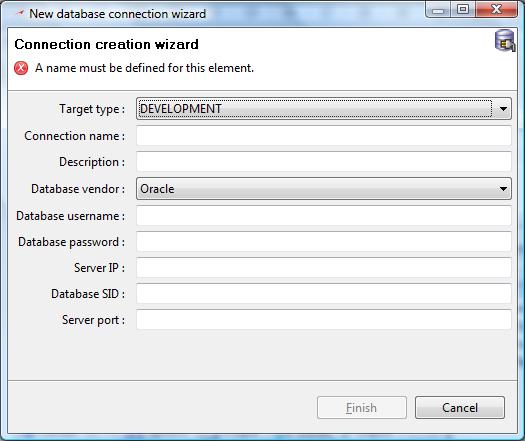 New database connection wizard
Connection creation wizard
A name must be defined for this element.
Target type : DEVELOPMENT
Connection name :
Description :
Database vendor : Oracle
Database username :
Database password :
Server IP :
Database SID :
Server port :
Finish Cancel